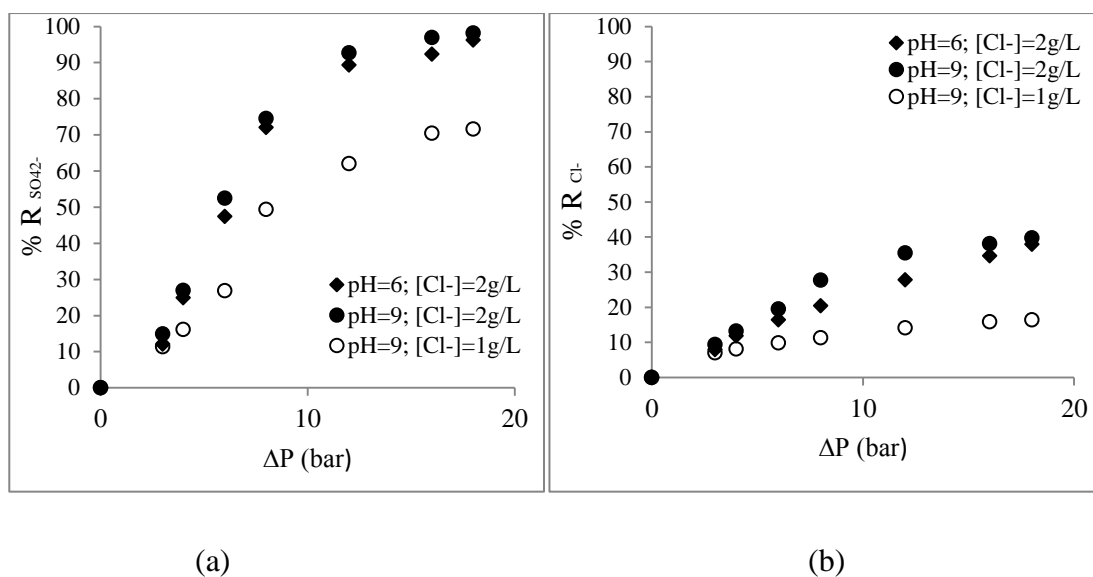 100
90
80
70
60
50
40
30
20
10
0
% R SO42-
pH=6; [Cl-]=2g/L
pH=9; [Cl-]=2g/L
pH=9; [Cl-]=1g/L
0 10 20
ΔP (bar)
(a)
100
90
80
70
60
50
40
30
20
10
0
% R Cl-
pH=6; [Cl-]=2g/L
pH=9; [Cl-]=2g/L
pH=9; [Cl-]=1g/L
0 10 20
ΔP (bar)
(b)